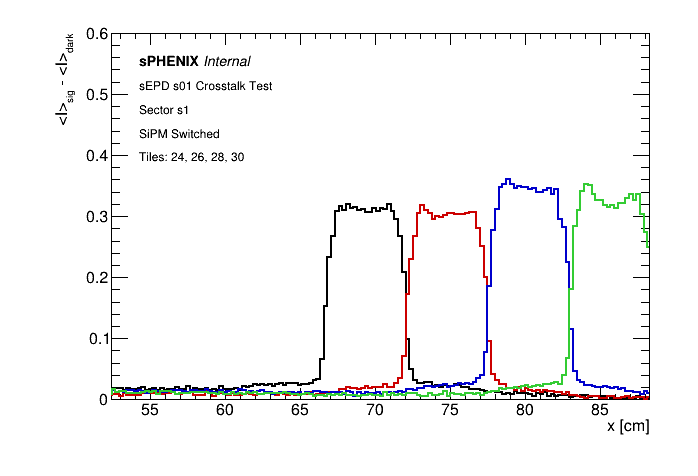 0.6
<I>sig - <I>dark
sPHENIX Internal
sEPD s01 Crosstalk Test
0.5
Sector s1
SiPM Switched
0.4
Tiles: 24, 26, 28, 30
0.3
0.2
0.1
0
55 60 65 70 75 80 85
x [cm]